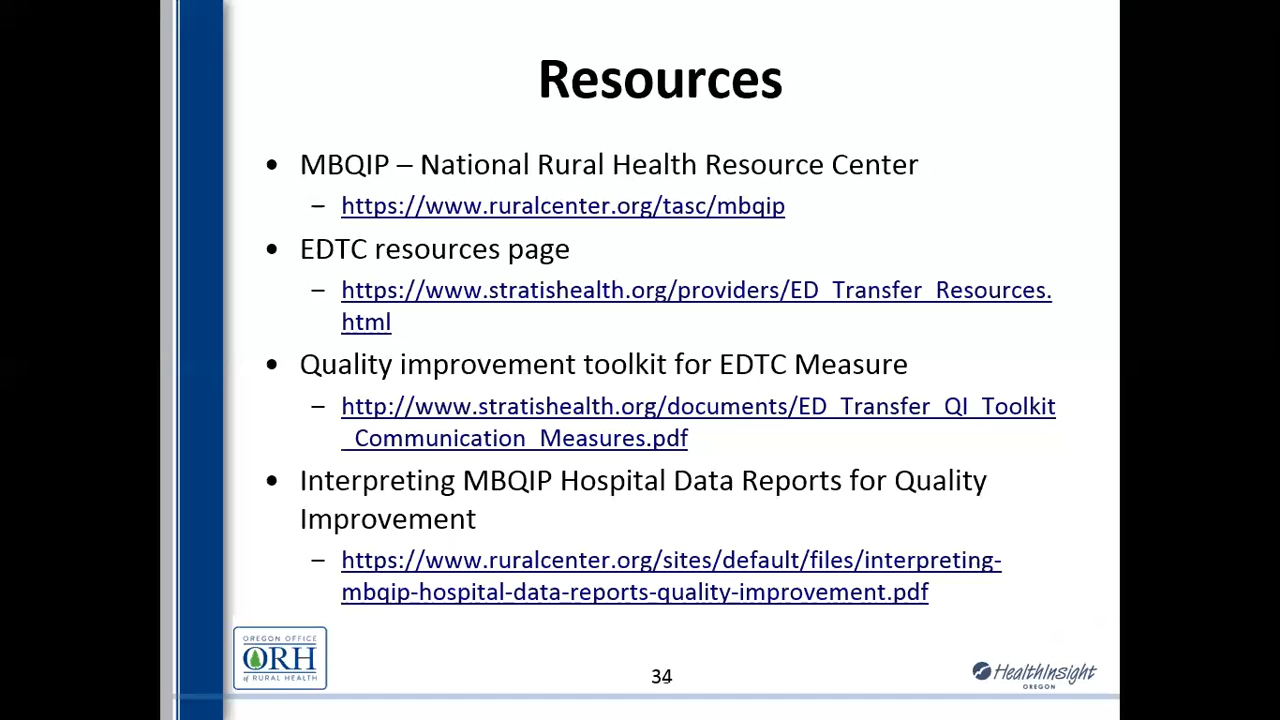 Resources
• MBQIP – National Rural Health Resource Center
– https://www.ruralcenter.org/tasc/mbqip
• EDTC resources page
– https://www.stratishealth.org/providers/ED_Transfer_Resources.
html
• Quality improvement toolkit for EDTC Measure
– http://www.stratishealth.org/documents/ED_Transfer_QI_Toolkit
_Communication_Measures.pdf
• Interpreting MBQIP Hospital Data Reports for Quality
Improvement
– https://www.ruralcenter.org/sites/default/files/interpreting-
mbqip-hospital-data-reports-quality-improvement.pdf
OREGON OFFICE
ORH
of RURAL HEALTH
34
HealthInsight
OREGON